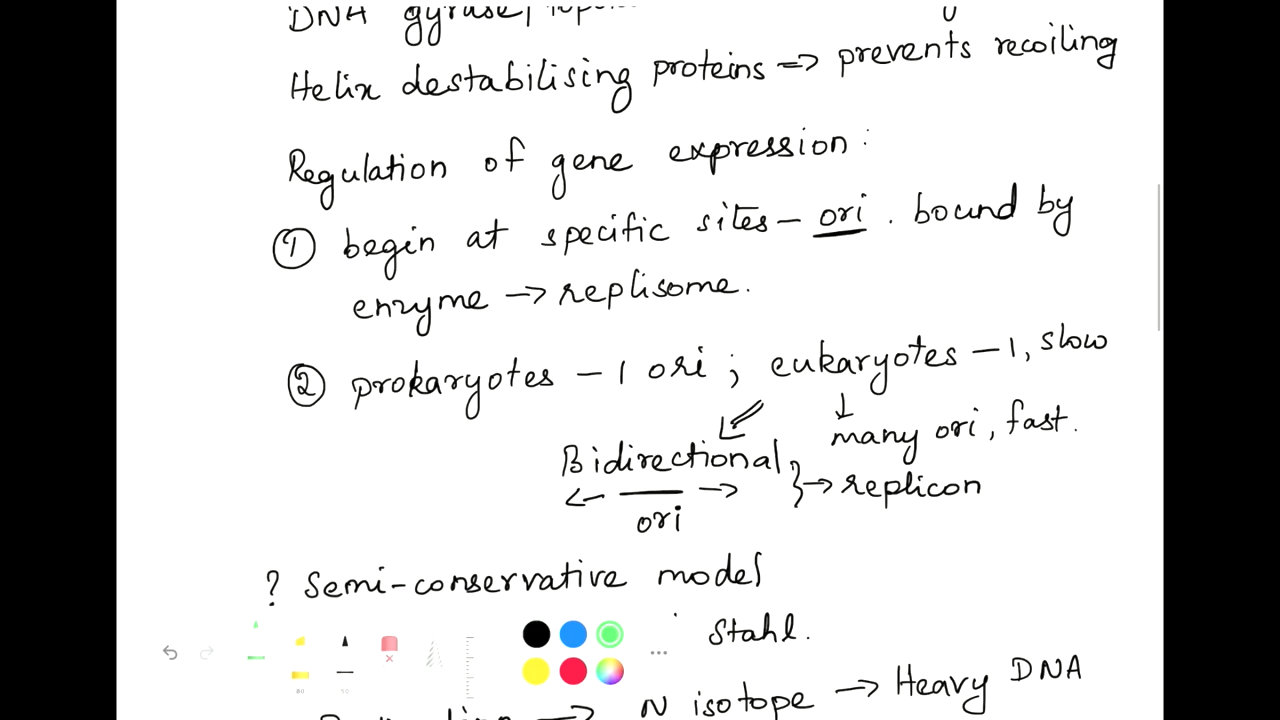 DNA gyrase,
Helix destabilising proteins => prevents recoiling
Regulation of gene expression:
① begin at specific sites - ori. bound by
enzyme → replisome.
② prokaryotes - 1 ori ; eukaryotes - 1, slow
↓
many ori, fast.
Bidirectional } → replicon
← ori →
? Semi-conservative model
Stahl.
N isotope → Heavy DNA